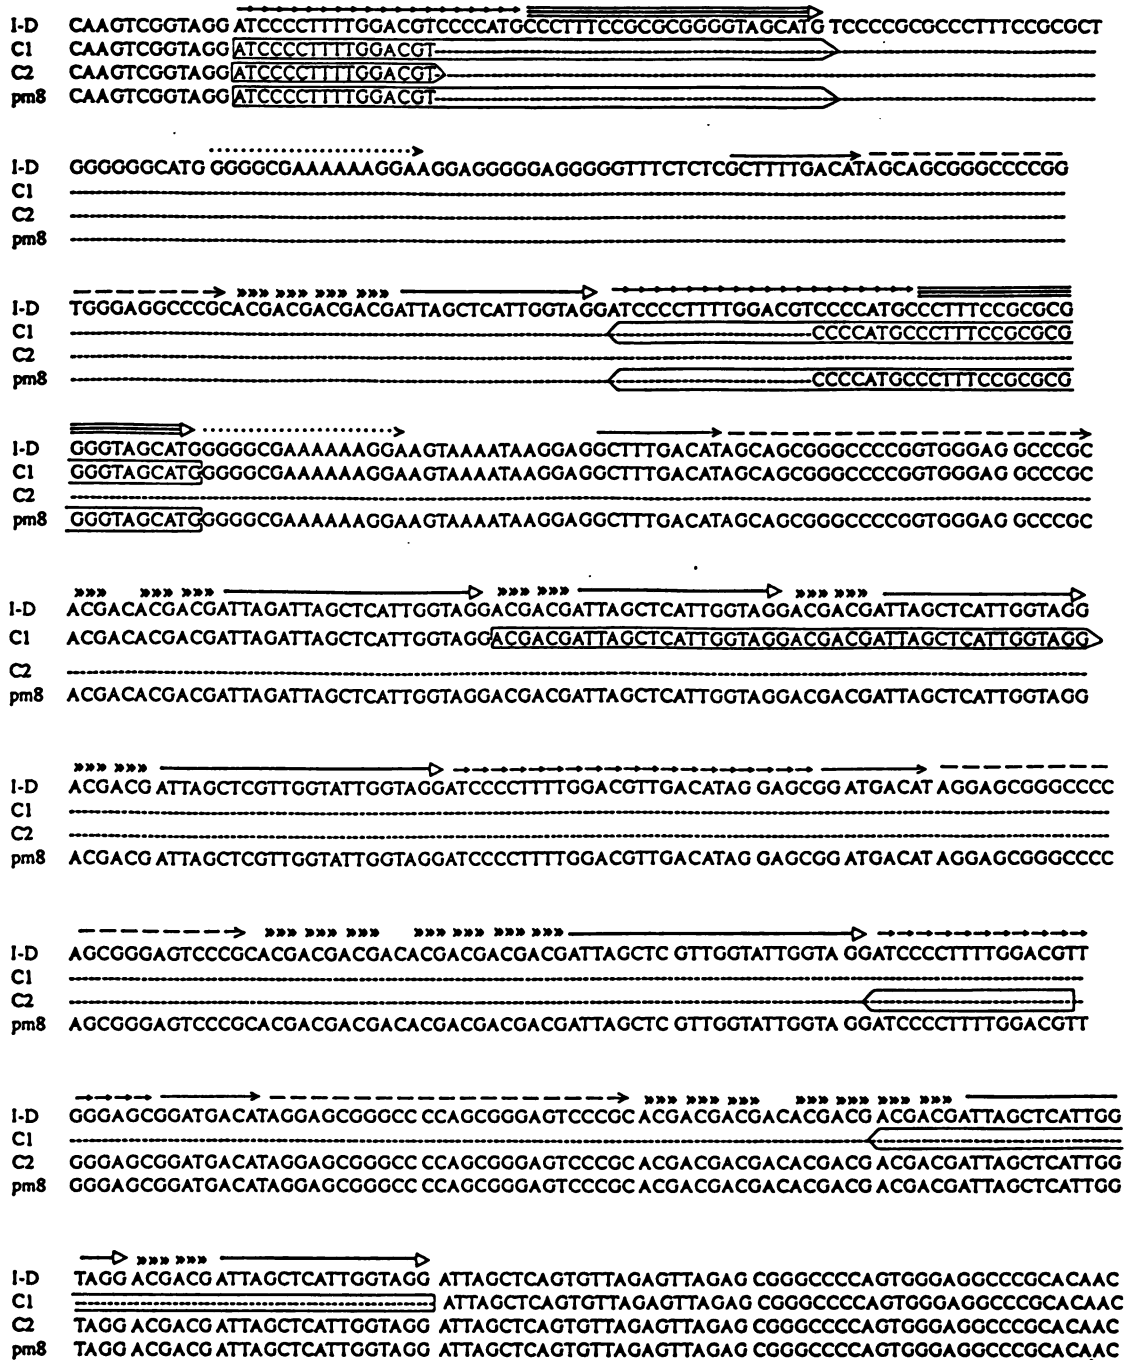 I-D CAAGTCGGTAGG ATCCCCTTTTGGACGTCCCCATGCCCTTTCCGCGCGGGGTAGCATG TCCCCGCGCCCTTTCCGCGCT
C1 CAAGTCGGTAGG ATCCCCTTTTGGACGT
C2 CAAGTCGGTAGG ATCCCCTTTTGGACGT
pm8 CAAGTCGGTAGG ATCCCCTTTTGGACGT
I-D GGGGGGCATG GGGGCGAAAAAAGGAAGGAGGGGGAGGGGGTTTCTCTCGCTTTTGACATAGCAGCGGGCCCCGG
C1
C2
pm8
I-D TGGGAGGCCCGCACGACGACGACGATTAGCTCATTGGTAGGATCCCCTTTTGGACGTCCCCATGCCCTTTCCGCGCG
C1 CCCCATGCCCTTTCCGCGCG
C2
pm8 CCCCATGCCCTTTCCGCGCG
I-D GGGTAGCATGGGGGCGAAAAAAGGAAGTAAAATAAGGAGGCTTTGACATAGCAGCGGGCCCCGGTGGGAG GCCCGC
C1 GGGTAGCATGGGGGCGAAAAAAGGAAGTAAAATAAGGAGGCTTTGACATAGCAGCGGGCCCCGGTGGGAG GCCCGC
C2
pm8 GGGTAGCATGGGGGCGAAAAAAGGAAGTAAAATAAGGAGGCTTTGACATAGCAGCGGGCCCCGGTGGGAG GCCCGC
I-D ACGACACGACGATTAGATTAGCTCATTGGTAGGACGACGATTAGCTCATTGGTAGGACGACGATTAGCTCATTGGTAGG
C1 ACGACACGACGATTAGATTAGCTCATTGGTAGGACGACGATTAGCTCATTGGTAGGACGACGATTAGCTCATTGGTAGG
C2
pm8 ACGACACGACGATTAGATTAGCTCATTGGTAGGACGACGATTAGCTCATTGGTAGGACGACGATTAGCTCATTGGTAGG
I-D ACGACG ATTAGCTCGTTGGTATTGGTAGGATCCCCTTTTGGACGTTGACATAG GAGCGG ATGACAT AGGAGCGGGCCCC
C1
C2
pm8 ACGACG ATTAGCTCGTTGGTATTGGTAGGATCCCCTTTTGGACGTTGACATAG GAGCGG ATGACAT AGGAGCGGGCCCC
I-D AGCGGGAGTCCCGCACGACGACGACACGACGACGACGATTAGCTC GTTGGTATTGGTA GGATCCCCTTTTGGACGTT
C1
C2
pm8 AGCGGGAGTCCCGCACGACGACGACACGACGACGACGATTAGCTC GTTGGTATTGGTA GGATCCCCTTTTGGACGTT
I-D GGGAGCGGATGACATAGGAGCGGGCC CCAGCGGGAGTCCCGC ACGACGACGACACGACG ACGACGATTAGCTCATTGG
C1
C2 GGGAGCGGATGACATAGGAGCGGGCC CCAGCGGGAGTCCCGC ACGACGACGACACGACG ACGACGATTAGCTCATTGG
pm8 GGGAGCGGATGACATAGGAGCGGGCC CCAGCGGGAGTCCCGC ACGACGACGACACGACG ACGACGATTAGCTCATTGG
I-D TAGG ACGACG ATTAGCTCATTGGTAGG ATTAGCTCAGTGTTAGAGTTAGAG CGGGCCCCAGTGGGAGGCCCGCACAAC
C1 ATTAGCTCAGTGTTAGAGTTAGAG CGGGCCCCAGTGGGAGGCCCGCACAAC
C2 TAGG ACGACG ATTAGCTCATTGGTAGG ATTAGCTCAGTGTTAGAGTTAGAG CGGGCCCCAGTGGGAGGCCCGCACAAC
pm8 TAGG ACGACG ATTAGCTCATTGGTAGG ATTAGCTCAGTGTTAGAGTTAGAG CGGGCCCCAGTGGGAGGCCCGCACAAC